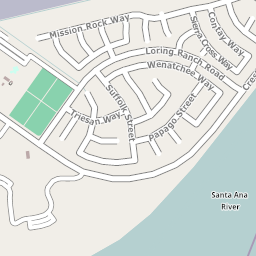 Mission Rock Way
Contay Way
Sierra Cross Way
Loring Ranch Road
Wenatchee Way
Suffolk Street
Triesan Way
Papago Street
Santa Ana
River